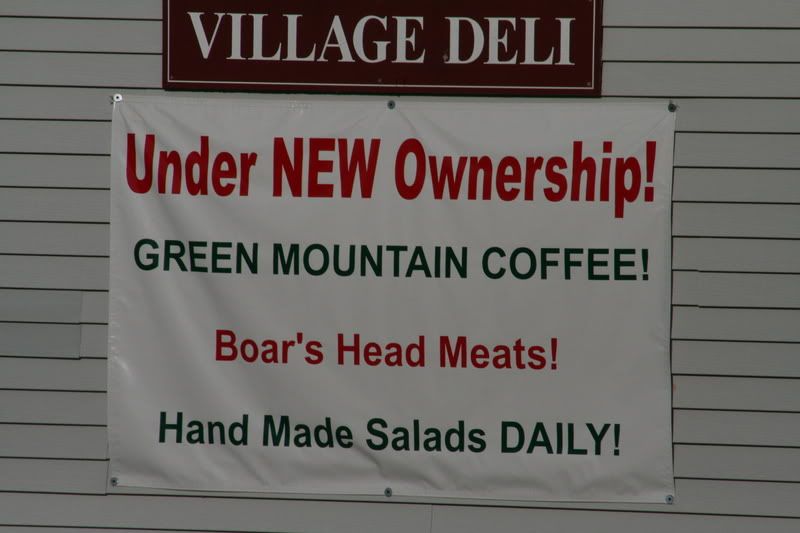 VILLAGE DELI
Under NEW Ownership!
GREEN MOUNTAIN COFFEE!
Boar's Head Meats!
Hand Made Salads DAILY!